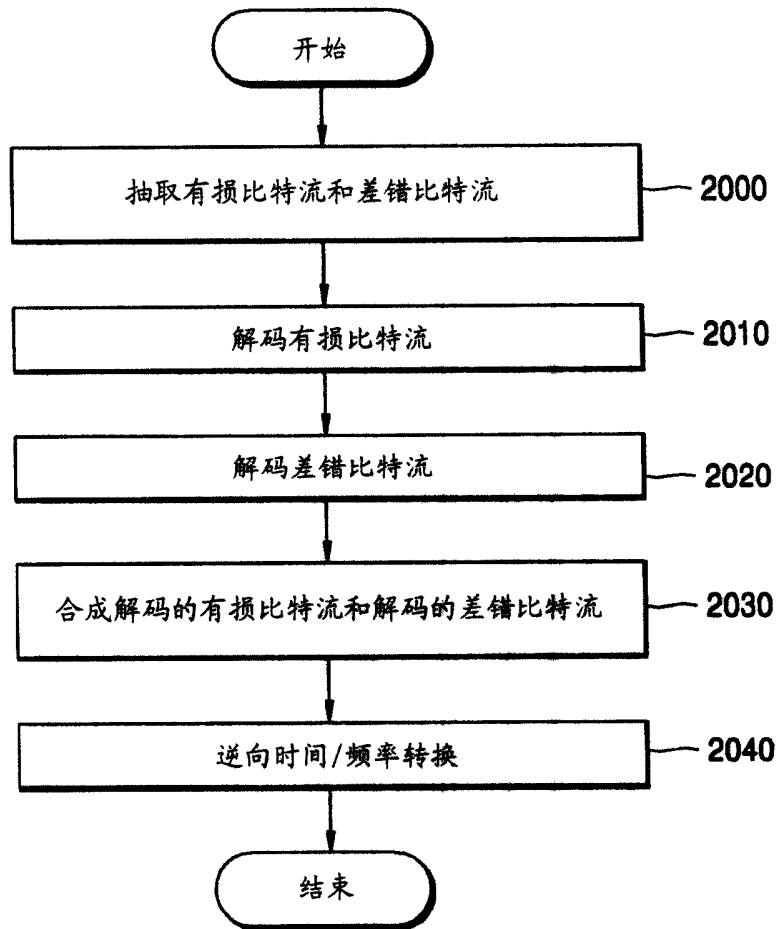 开始
抽取有损比特流和差错比特流
2000
解码有损比特流
2010
解码差错比特流
2020
合成解码的有损比特流和解码的差错比特流
2030
逆向时间/频率转换
2040
结束